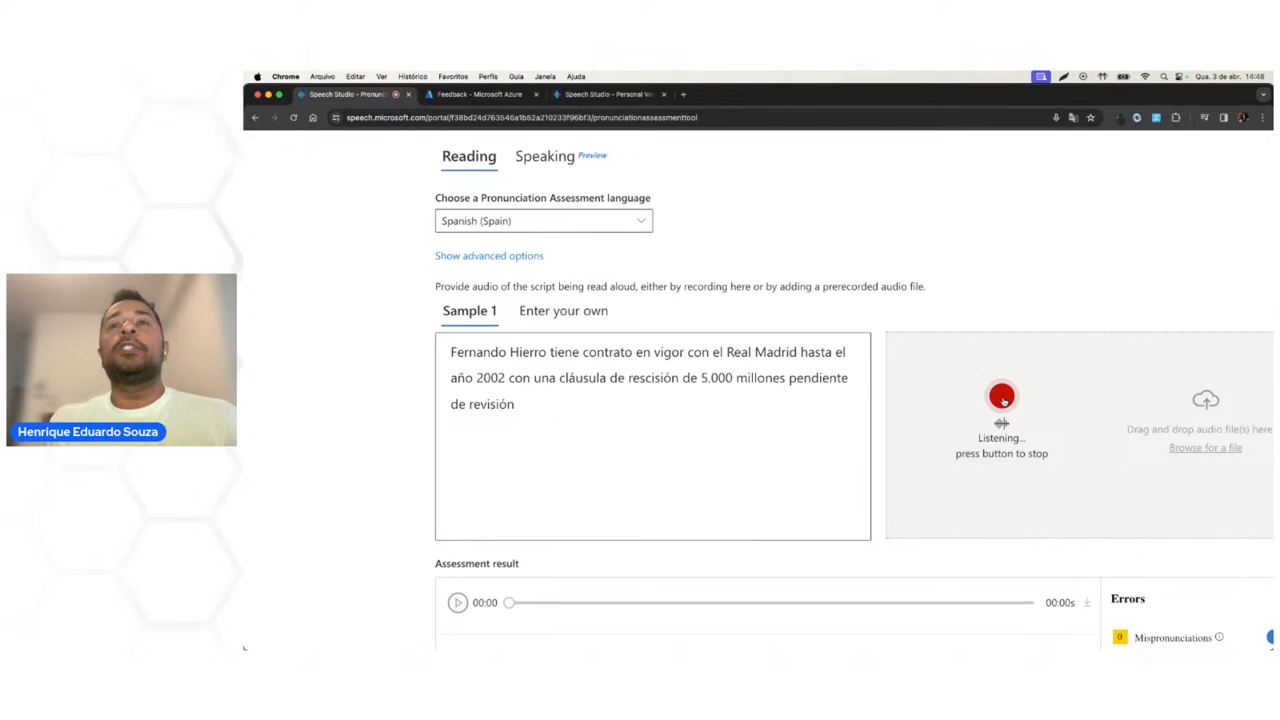 Chrome Arquivo Editar Ver Histórico Favoritos Perfis Guia Janela Ajuda
Qua. 3 de abr. 14:48
Speech Studio - Pronunc
Feedback - Microsoft Azure
Speech Studio - Personal Vo
speech.microsoft.com/portal/f38bd24d763546a1b52a210233f96bf3/pronunciationassessmenttool
Reading Speaking Preview
Choose a Pronunciation Assessment language
Spanish (Spain)
Show advanced options
Provide audio of the script being read aloud, either by recording here or by adding a prerecorded audio file.
Sample 1 Enter your own
Fernando Hierro tiene contrato en vigor con el Real Madrid hasta el
año 2002 con una cláusula de rescisión de 5.000 millones pendiente
de revisión
Listening...
press button to stop
Drag and drop audio file(s) here
Browse for a file
Henrique Eduardo Souza
Assessment result
00:00 00:00s
Errors
0 Mispronunciations